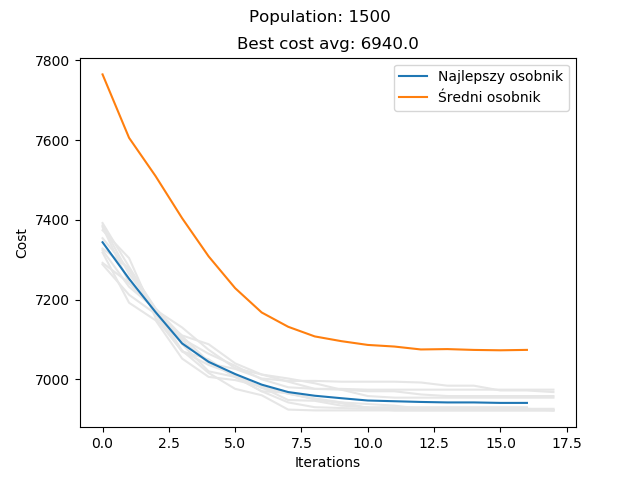 Population: 1500
Best cost avg: 6940.0
7800
7600
7400
7200
7000
Cost
Najlepszy osobnik
Średni osobnik
0.0 2.5 5.0 7.5 10.0 12.5 15.0 17.5
Iterations